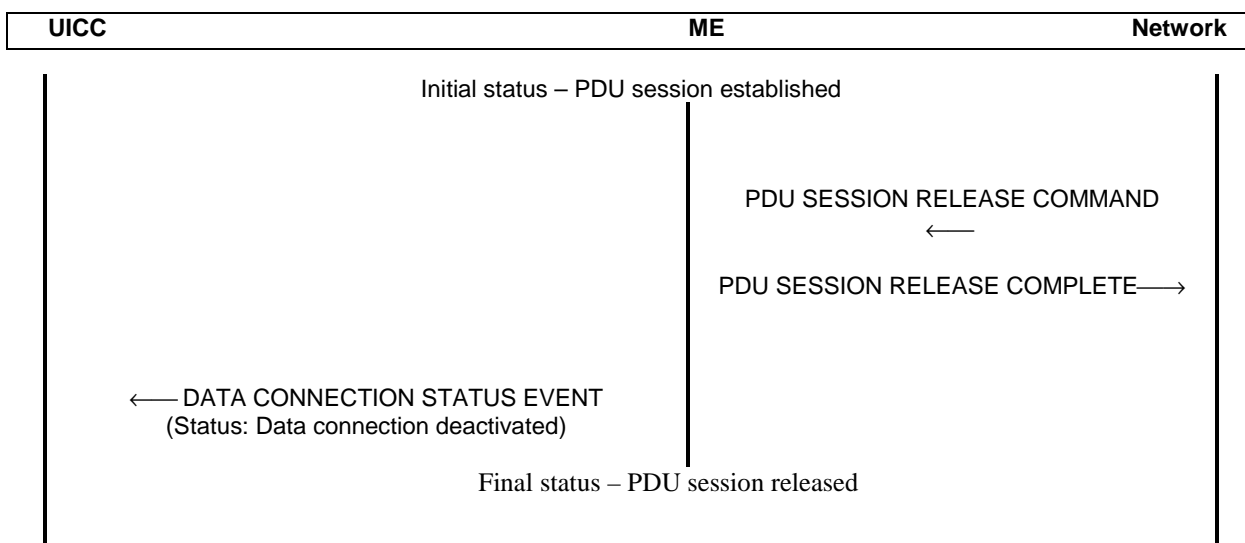 UICC ME Network
Initial status – PDU session established
PDU SESSION RELEASE COMMAND
←
PDU SESSION RELEASE COMPLETE→
← DATA CONNECTION STATUS EVENT
(Status: Data connection deactivated)
Final status – PDU session released